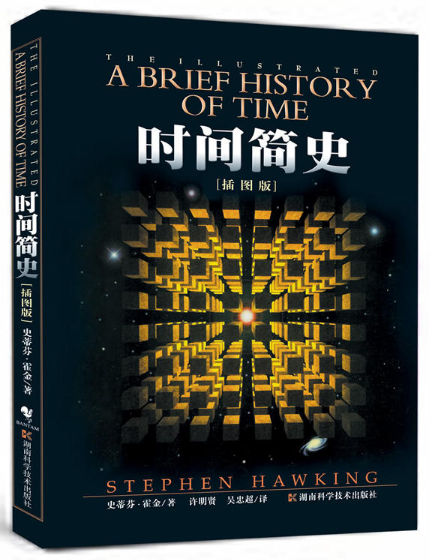 THE ILLUSTRATED
A BRIEF HISTORY
OF TIME
时间简史
[插图版]
STEPHEN HAWKING
史蒂芬·霍金/著 许明贤 吴忠超/译 湖南科学技术出版社
THE ILLUSTRATED
A BRIEF HISTORY OF TIME
时间简史
[插图版]
史蒂芬·霍金/著
BANTAM
湖南科学技术出版社